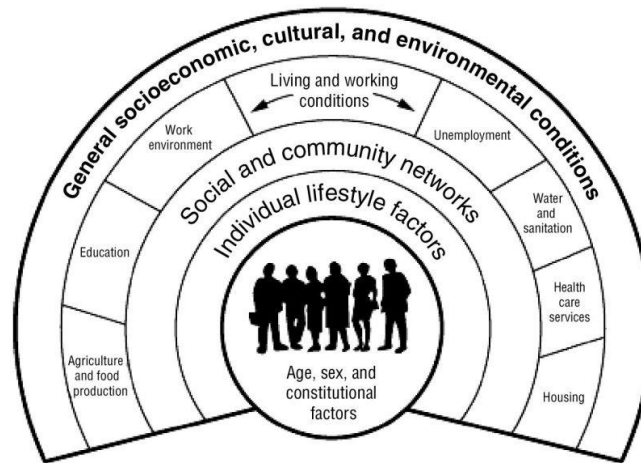 General socioeconomic, cultural, and environmental conditions
Living and working
conditions
Work
environment
Unemployment
Education
Water
and
sanitation
Agriculture
and food
production
Health
care
services
Housing
Social and community networks
Individual lifestyle factors
Age, sex, and
constitutional
factors